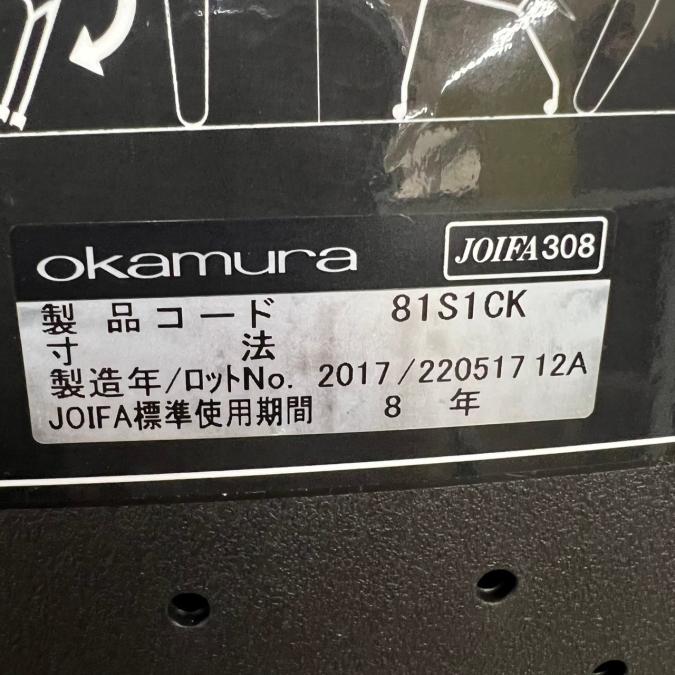 okamura JOIFA308
製品コード 81S1CK
寸法
製造年/ロットNo. 2017/22051712A
JOIFA標準使用期間 8年